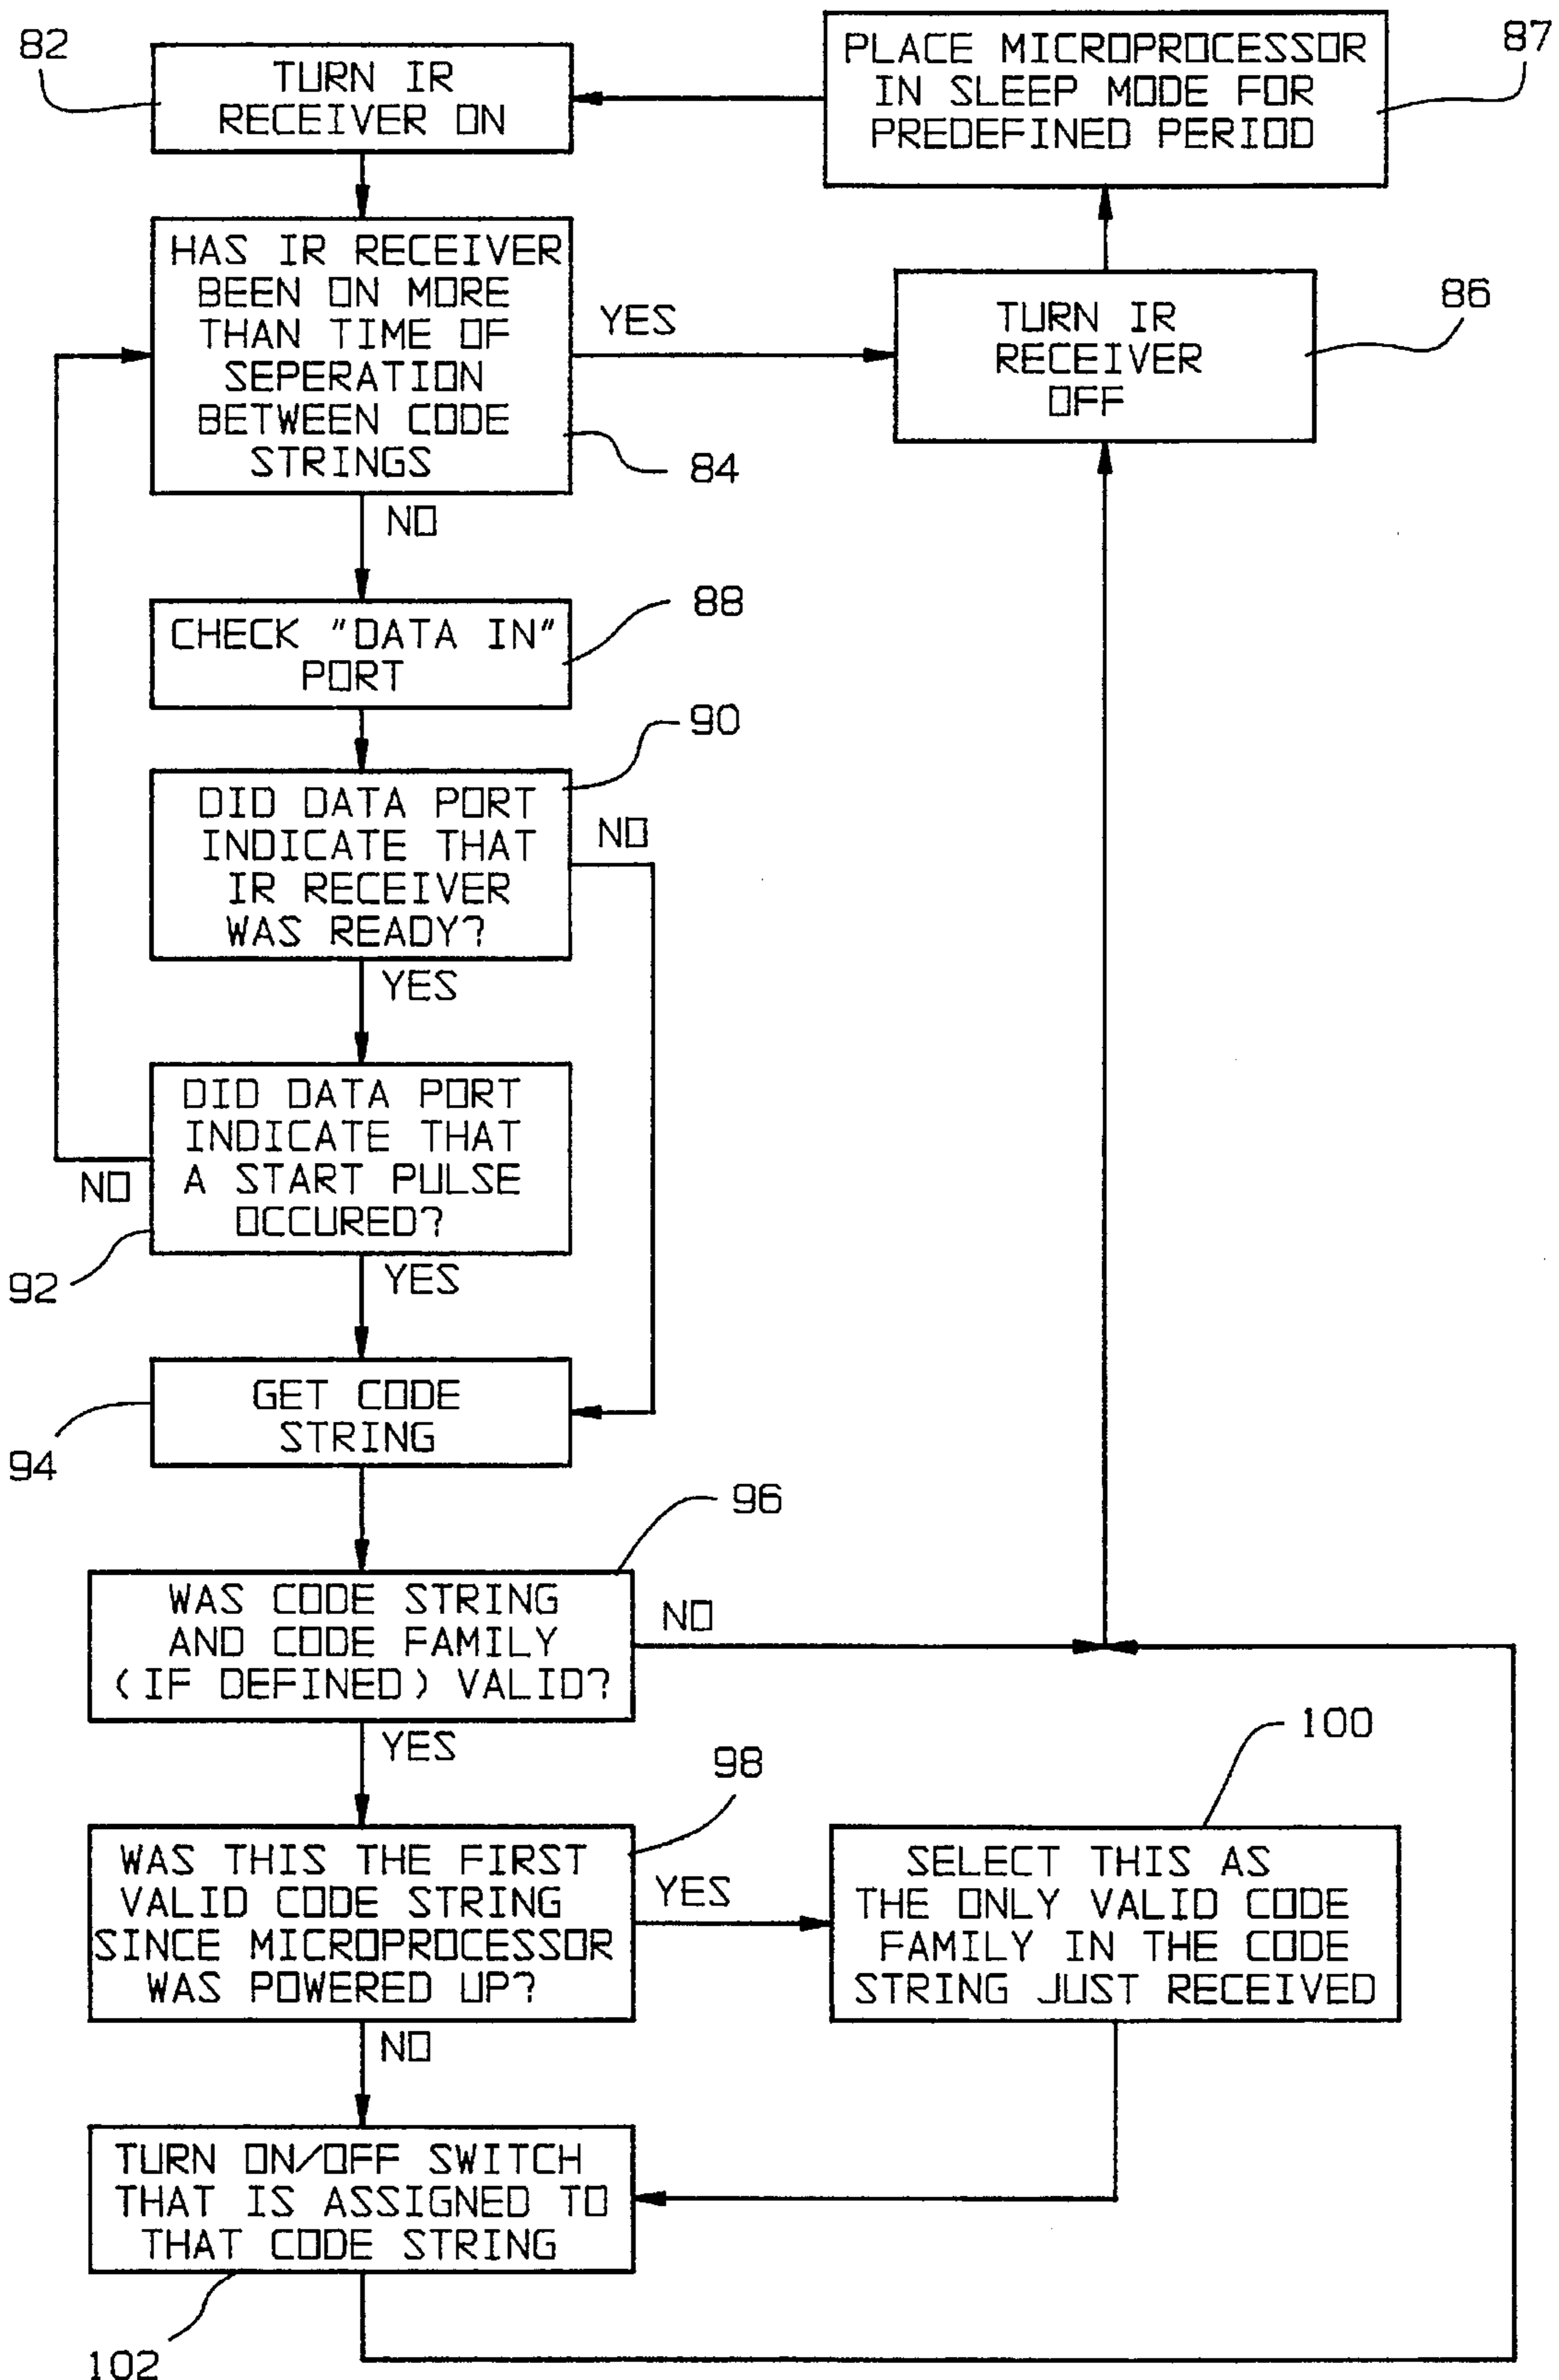 82
TURN IR
RECEIVER ON
PLACE MICROPROCESSOR
IN SLEEP MODE FOR
PREDEFINED PERIOD
87
HAS IR RECEIVER
BEEN ON MORE
THAN TIME OF
SEPERATION
BETWEEN CODE
STRINGS
84
YES
NO
TURN IR
RECEIVER
OFF
86
CHECK "DATA IN"
PORT
88
DID DATA PORT
INDICATE THAT
IR RECEIVER
WAS READY?
90
NO
YES
DID DATA PORT
INDICATE THAT
A START PULSE
OCCURED?
NO
92
YES
GET CODE
STRING
94
WAS CODE STRING
AND CODE FAMILY
(IF DEFINED) VALID?
96
NO
YES
WAS THIS THE FIRST
VALID CODE STRING
SINCE MICROPROCESSOR
WAS POWERED UP?
98
YES
NO
SELECT THIS AS
THE ONLY VALID CODE
FAMILY IN THE CODE
STRING JUST RECEIVED
100
TURN ON/OFF SWITCH
THAT IS ASSIGNED TO
THAT CODE STRING
102